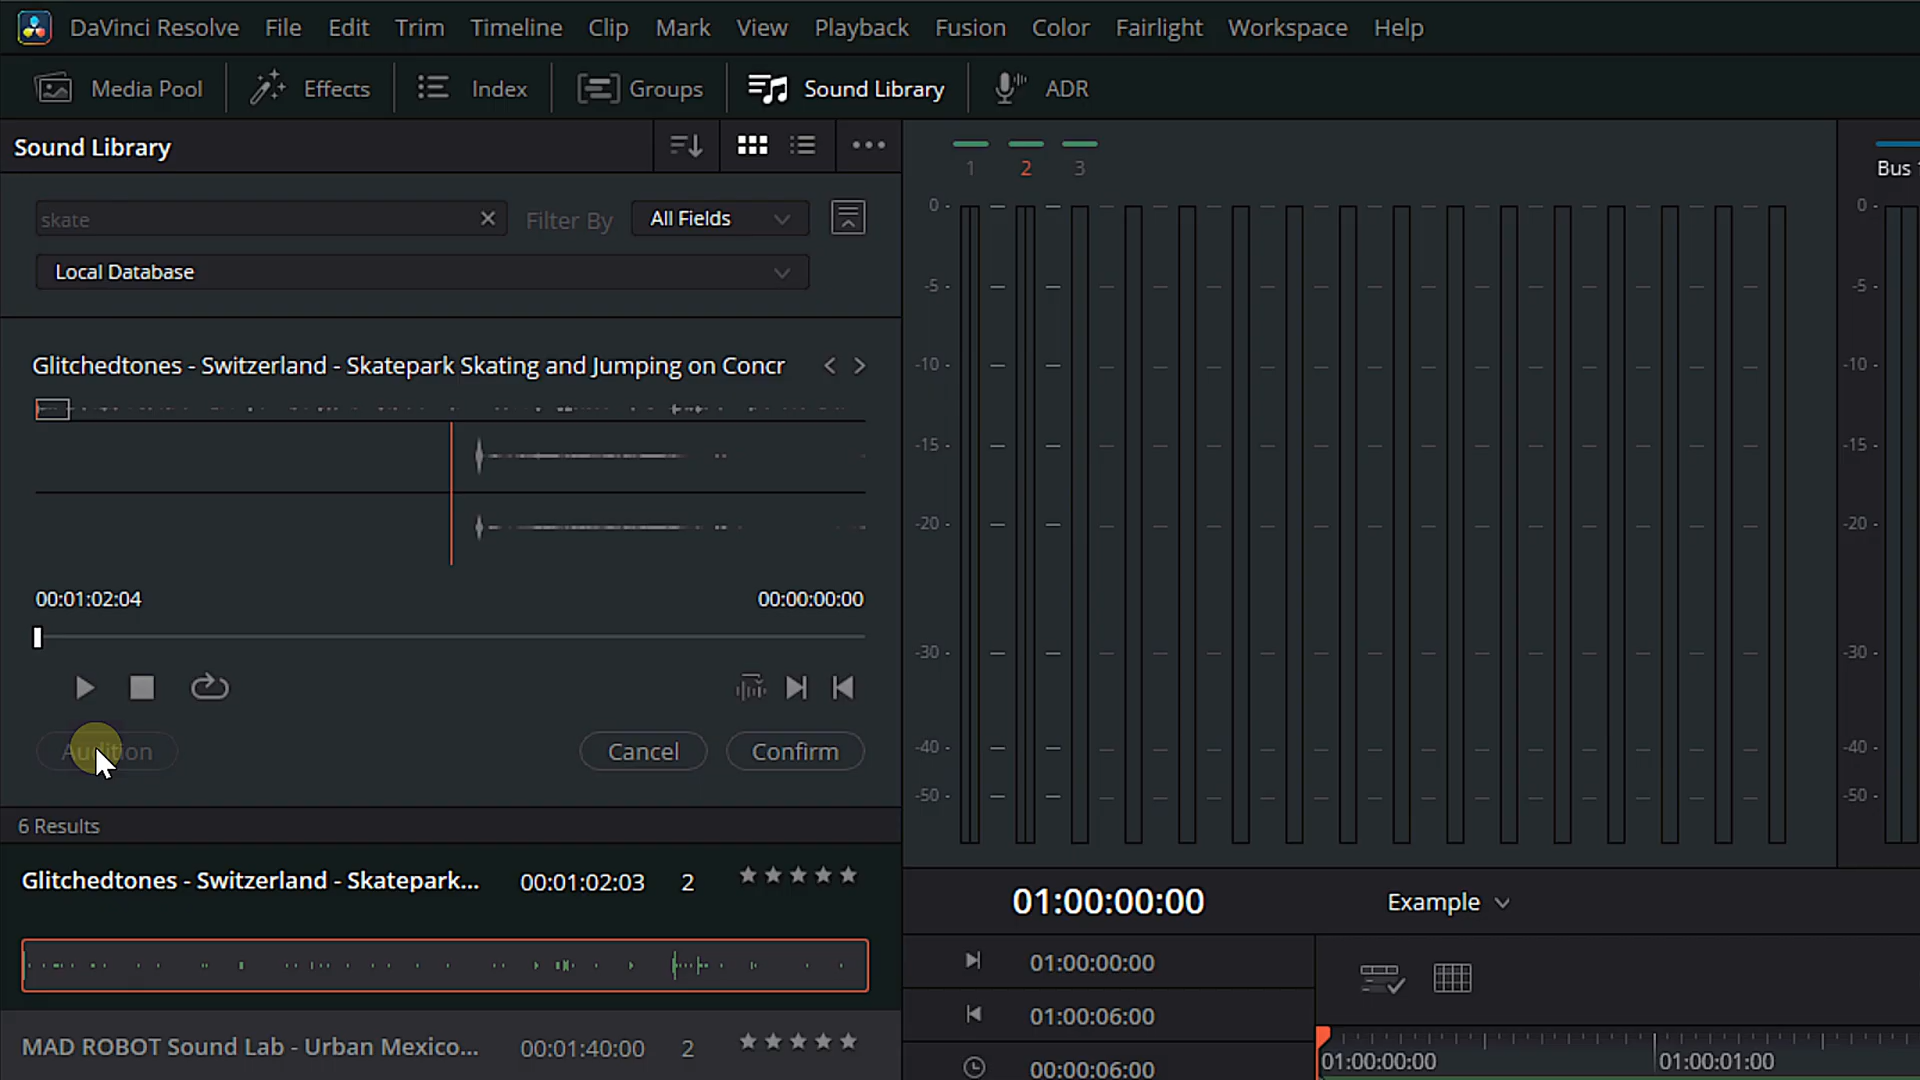 DaVinci Resolve File Edit Trim Timeline Clip Mark View Playback Fusion Color Fairlight Workspace Help
Media Pool Effects Index Groups Sound Library ADR
Sound Library
skate Filter By All Fields
Local Database
Glitchedtones - Switzerland - Skatepark Skating and Jumping on Concr
00:01:02:04 00:00:00:00
Audition Cancel Confirm
6 Results
Glitchedtones - Switzerland - Skatepark... 00:01:02:03 2
MAD ROBOT Sound Lab - Urban Mexico... 00:01:40:00 2
1 2 3
0
-5
-10
-15
-20
-30
-40
-50
Bus 1
0
-5
-10
-15
-20
-30
-40
-50
01:00:00:00 Example
01:00:00:00
01:00:06:00
00:00:06:00
01:00:00:00 01:00:01:00